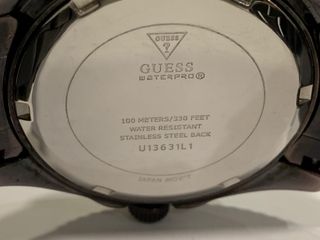 GUESS
?
GUESS
WATERPRO®
100 METERS/330 FEET
WATER RESISTANT
STAINLESS STEEL BACK
U13631L1
JAPAN MOV'T